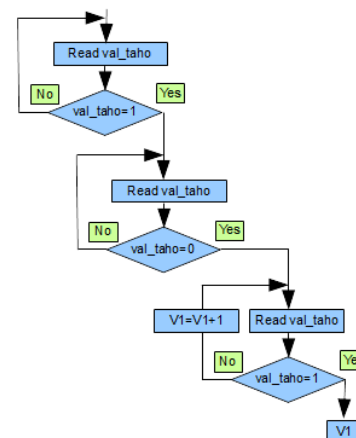 Read val_taho
No
Yes
val_taho=1
Read val_taho
No
Yes
val_taho=0
V1=V1+1
Read val_taho
No
Ye
val_taho=1
V1